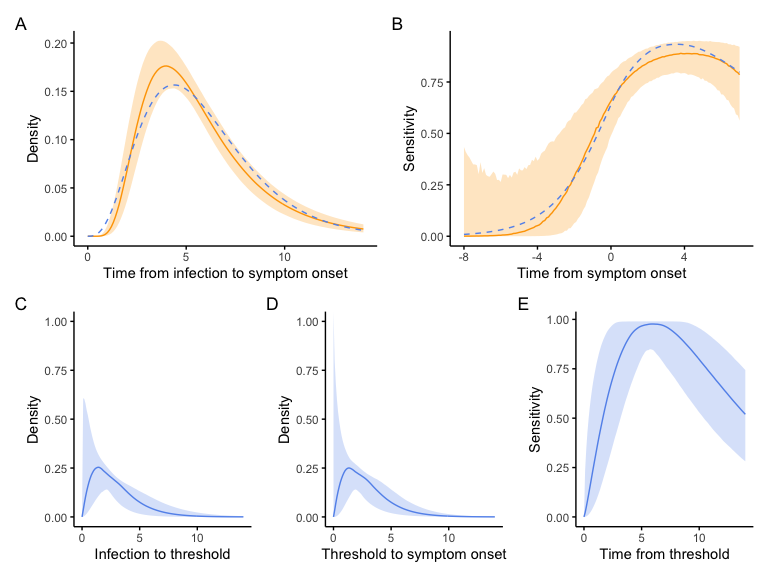 A
B
0.20
0.15
0.10
0.05
0.00
Density
0
5
10
Time from infection to symptom onset
0.75
0.50
0.25
0.00
Sensitivity
-8
-4
0
4
Time from symptom onset
C
D
E
1.00
0.75
0.50
0.25
0.00
Density
0
5
10
Infection to threshold
1.00
0.75
0.50
0.25
0.00
Density
0
5
10
Threshold to symptom onset
1.00
0.75
0.50
0.25
0.00
Sensitivity
0
5
10
Time from threshold